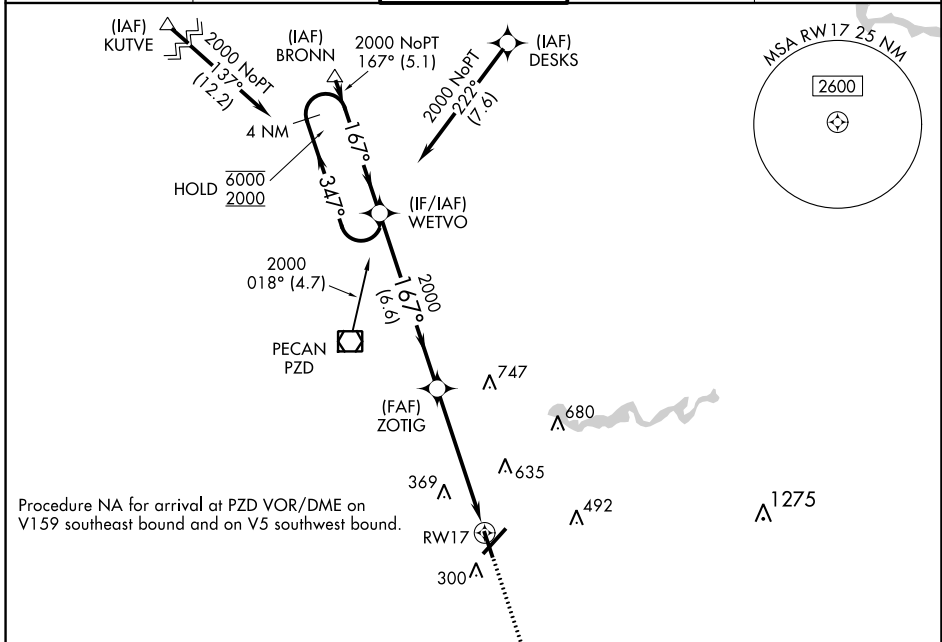 (IAF)
KUTVE
2000 NoPT
137°
(12.2)
(IAF)
BRONN
2000 NoPT
167° (5.1)
(IAF)
DESKS
2000 NoPT
222°
(7.6)
MSA RW17 25 NM
2600
4 NM
167°
347°
HOLD
6000
2000
(IF/IAF)
WETVO
2000
018° (4.7)
2000
167°
(6.6)
PECAN
PZD
(FAF)
ZOTIG
747
680
635
369
492
1275
Procedure NA for arrival at PZD VOR/DME on
V159 southeast bound and on V5 southwest bound.
RW17
300